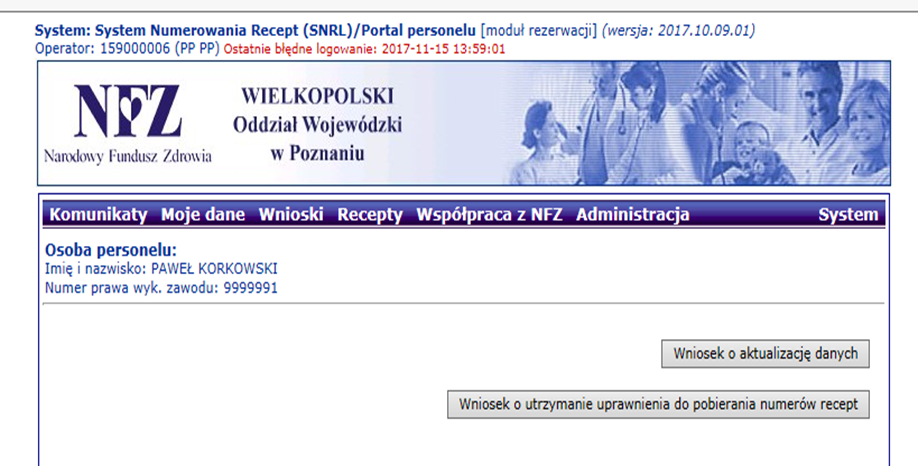 System: System Numerowania Recept (SNRL)/Portal personelu [moduł rezerwacji] (wersja: 2017.10.09.01)
Operator: 159000006 (PP PP) Ostatnie błędne logowanie: 2017-11-15 13:59:01
NFZ
Narodowy Fundusz Zdrowia
WIELKOPOLSKI
Oddział Wojewódzki
w Poznaniu
Komunikaty Moje dane Wnioski Recepty Współpraca z NFZ Administracja System
Osoba personelu:
Imię i nazwisko: PAWEŁ KORKOWSKI
Numer prawa wyk. zawodu: 9999991
Wniosek o aktualizację danych
Wniosek o utrzymanie uprawnienia do pobierania numerów recept